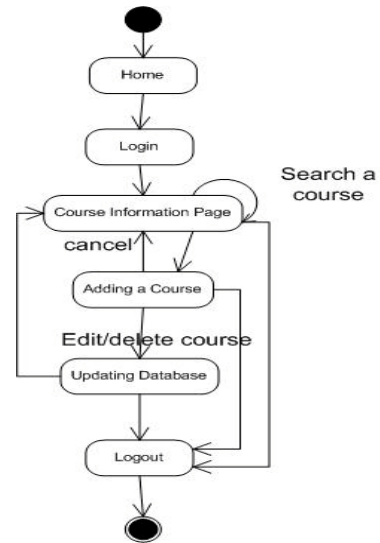 Home
Login
Search a
course
Course Information Page
cancel
Adding a Course
Edit/delete course
Updating Database
Logout